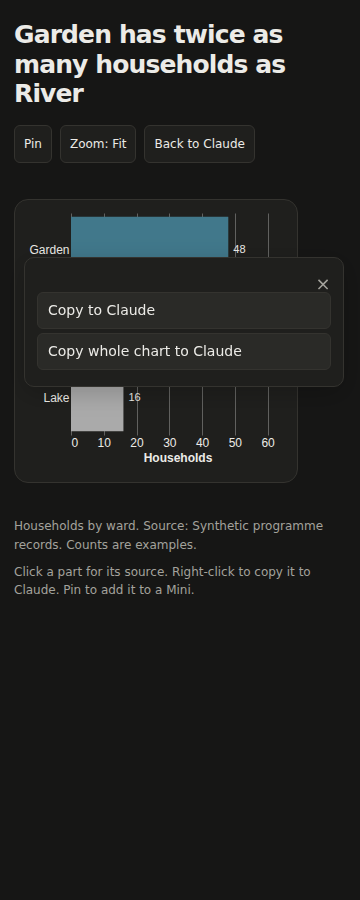 Garden has twice as
many households as
River
Pin
Zoom: Fit
Back to Claude
Garden
48
×
Copy to Claude
Copy whole chart to Claude
Lake
16
0 10 20 30 40 50 60
Households
Households by ward. Source: Synthetic programme
records. Counts are examples.
Click a part for its source. Right-click to copy it to
Claude. Pin to add it to a Mini.